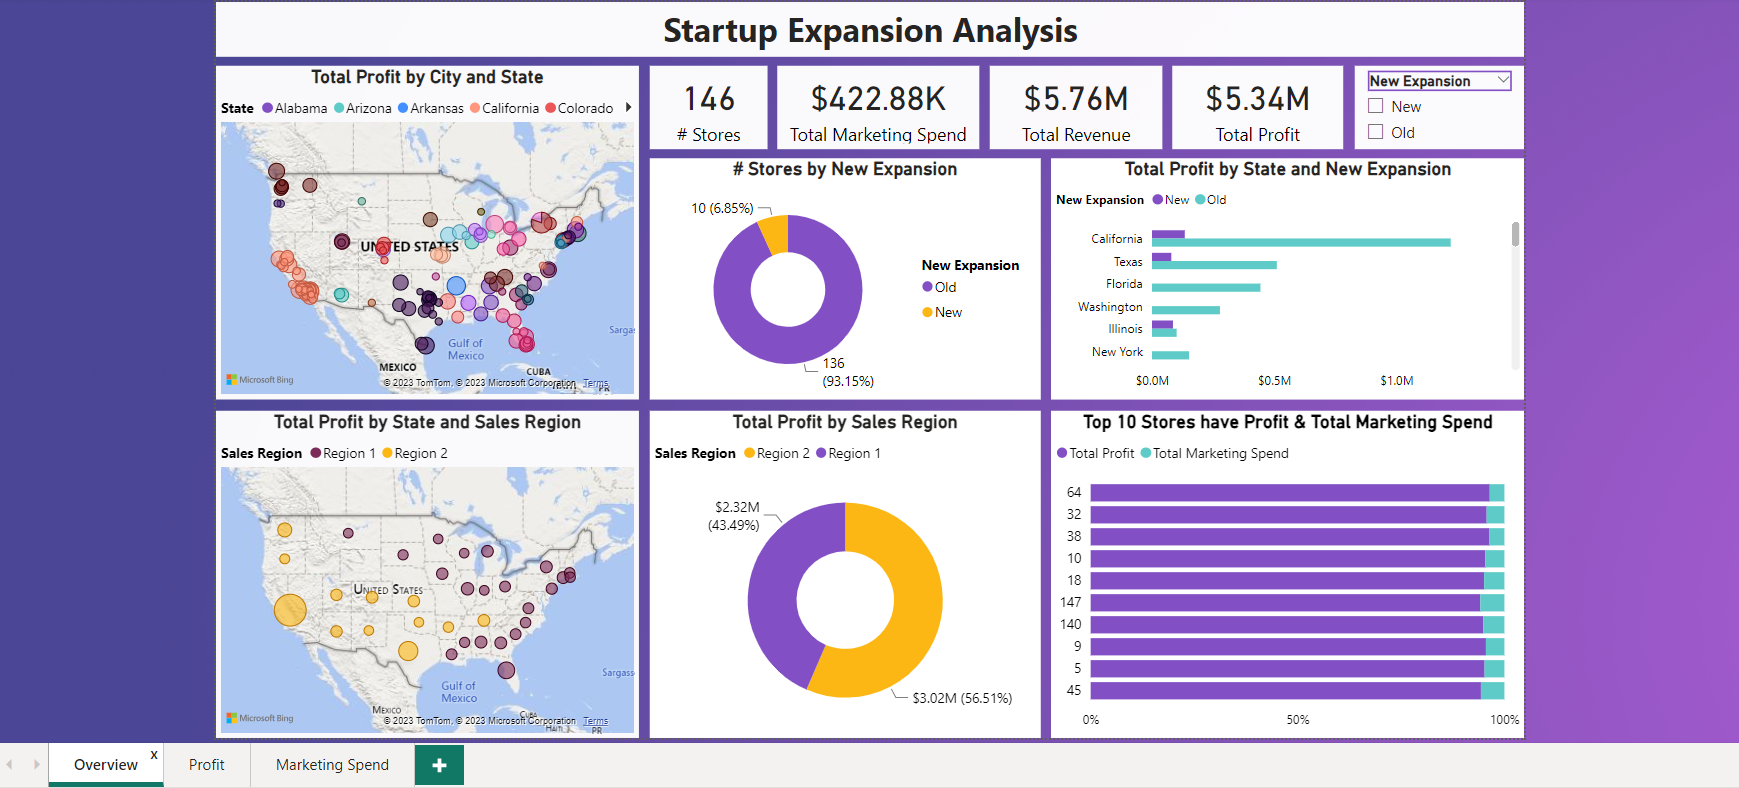 Startup Expansion Analysis
Total Profit by City and State
State Alabama Arizona Arkansas California Colorado
UNITED STATES
Gulf of
Mexico
MEXICO
CUBA
Sargas
Microsoft Bing
© 2023 TomTom, © 2023 Microsoft Corporation Terms
PR
146
# Stores
$422.88K
Total Marketing Spend
$5.76M
Total Revenue
$5.34M
Total Profit
New Expansion
New
Old
# Stores by New Expansion
10 (6.85%)
136
(93.15%)
New Expansion
Old
New
Total Profit by State and New Expansion
New Expansion New Old
California
Texas
Florida
Washington
Illinois
New York
$0.0M $0.5M $1.0M
Total Profit by State and Sales Region
Sales Region Region 1 Region 2
UNITED STATES
Gulf of
Mexico
MEXICO
CUBA
HAITI
PR
Sargass
Microsoft Bing
© 2023 TomTom, © 2023 Microsoft Corporation Terms
Total Profit by Sales Region
Sales Region Region 2 Region 1
$2.32M
(43.49%)
$3.02M (56.51%)
Top 10 Stores have Profit & Total Marketing Spend
Total Profit Total Marketing Spend
64
32
38
10
18
147
140
9
5
45
0% 50% 100%
Overview x
Profit
Marketing Spend
+